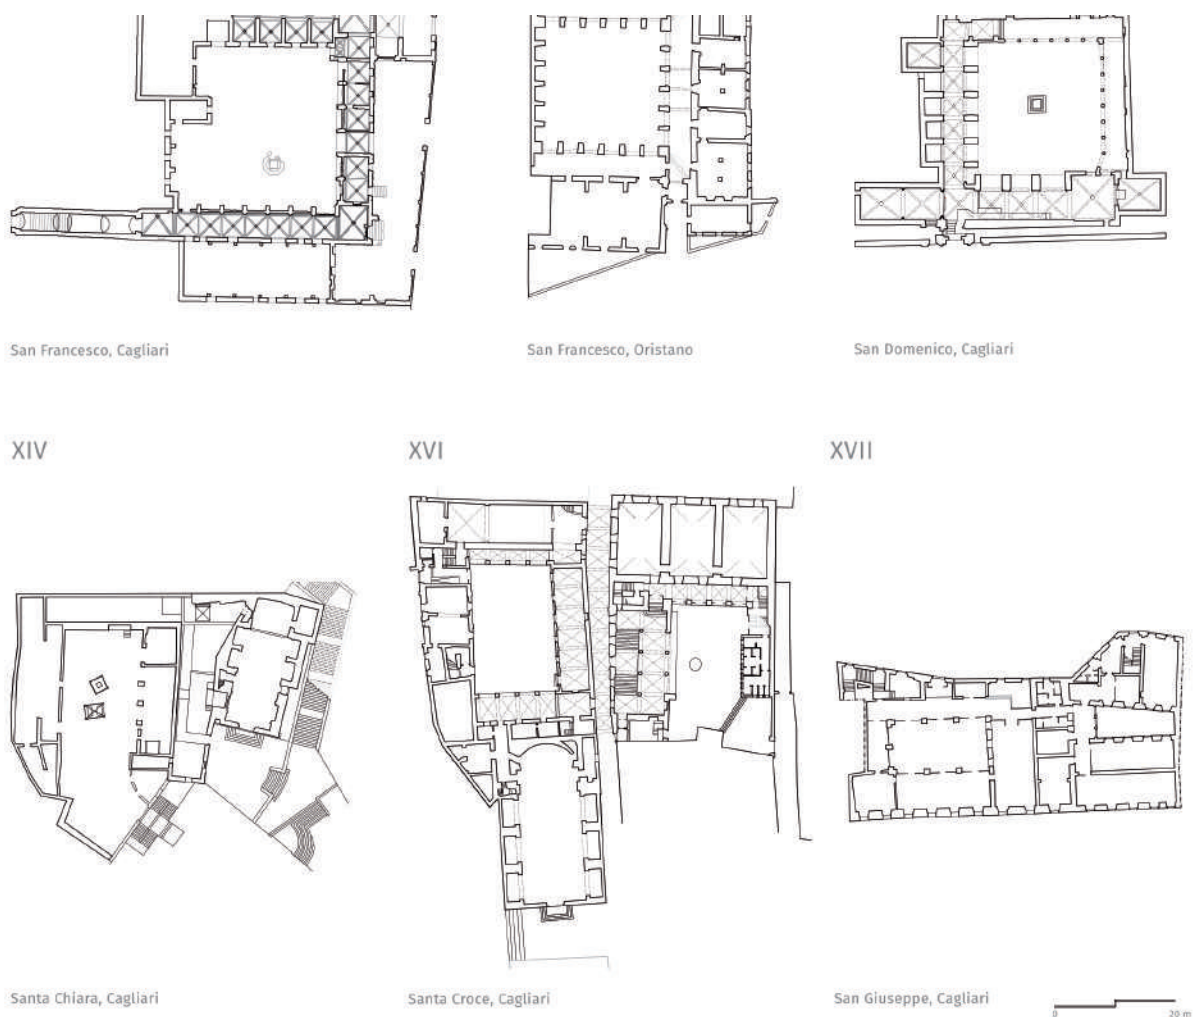 San Francesco, Cagliari
San Francesco, Oristano
San Domenico, Cagliari
XIV
XVI
XVII
Santa Chiara, Cagliari
Santa Croce, Cagliari
San Giuseppe, Cagliari
0 20 m